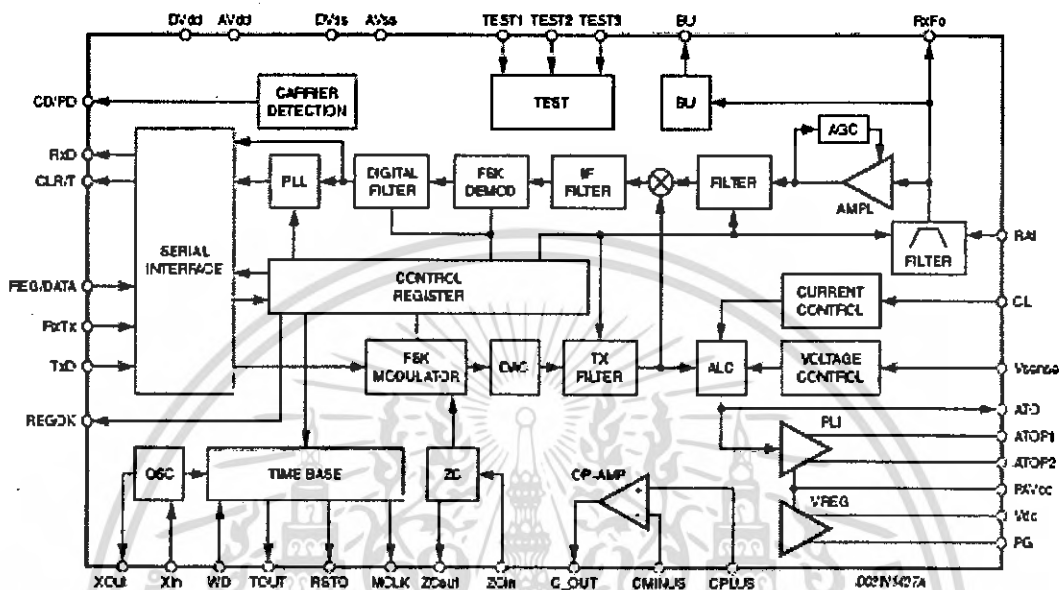 DVdd AVdd DVss AVss TEST1 TEST2 TEST3 BU RxFo
CD/PD
CARRIER
DETECTION
TEST
BU
RxD
CLR/T
AGC
PLL
DIGITAL
FILTER
FSK
DEMOD
IF
FILTER
FILTER
AMPL
SERIAL
INTERFACE
FILTER
RAI
CONTROL
REGISTER
REG/DATA
CURRENT
CONTROL
CL
RxTx
TxD
FSK
MODULATOR
DAC
TX
FILTER
ALC
VOLTAGE
CONTROL
Vsense
REGOK
ATO
PLI
ATOP1
ATOP2
OSC
TIME BASE
ZC
OP-AMP
+
-
PAVcc
VREG
Vdc
PG
XOut XIn WD TOUT RSTO MCLK ZCout ZCin C_OUT CMINUS CPLUS